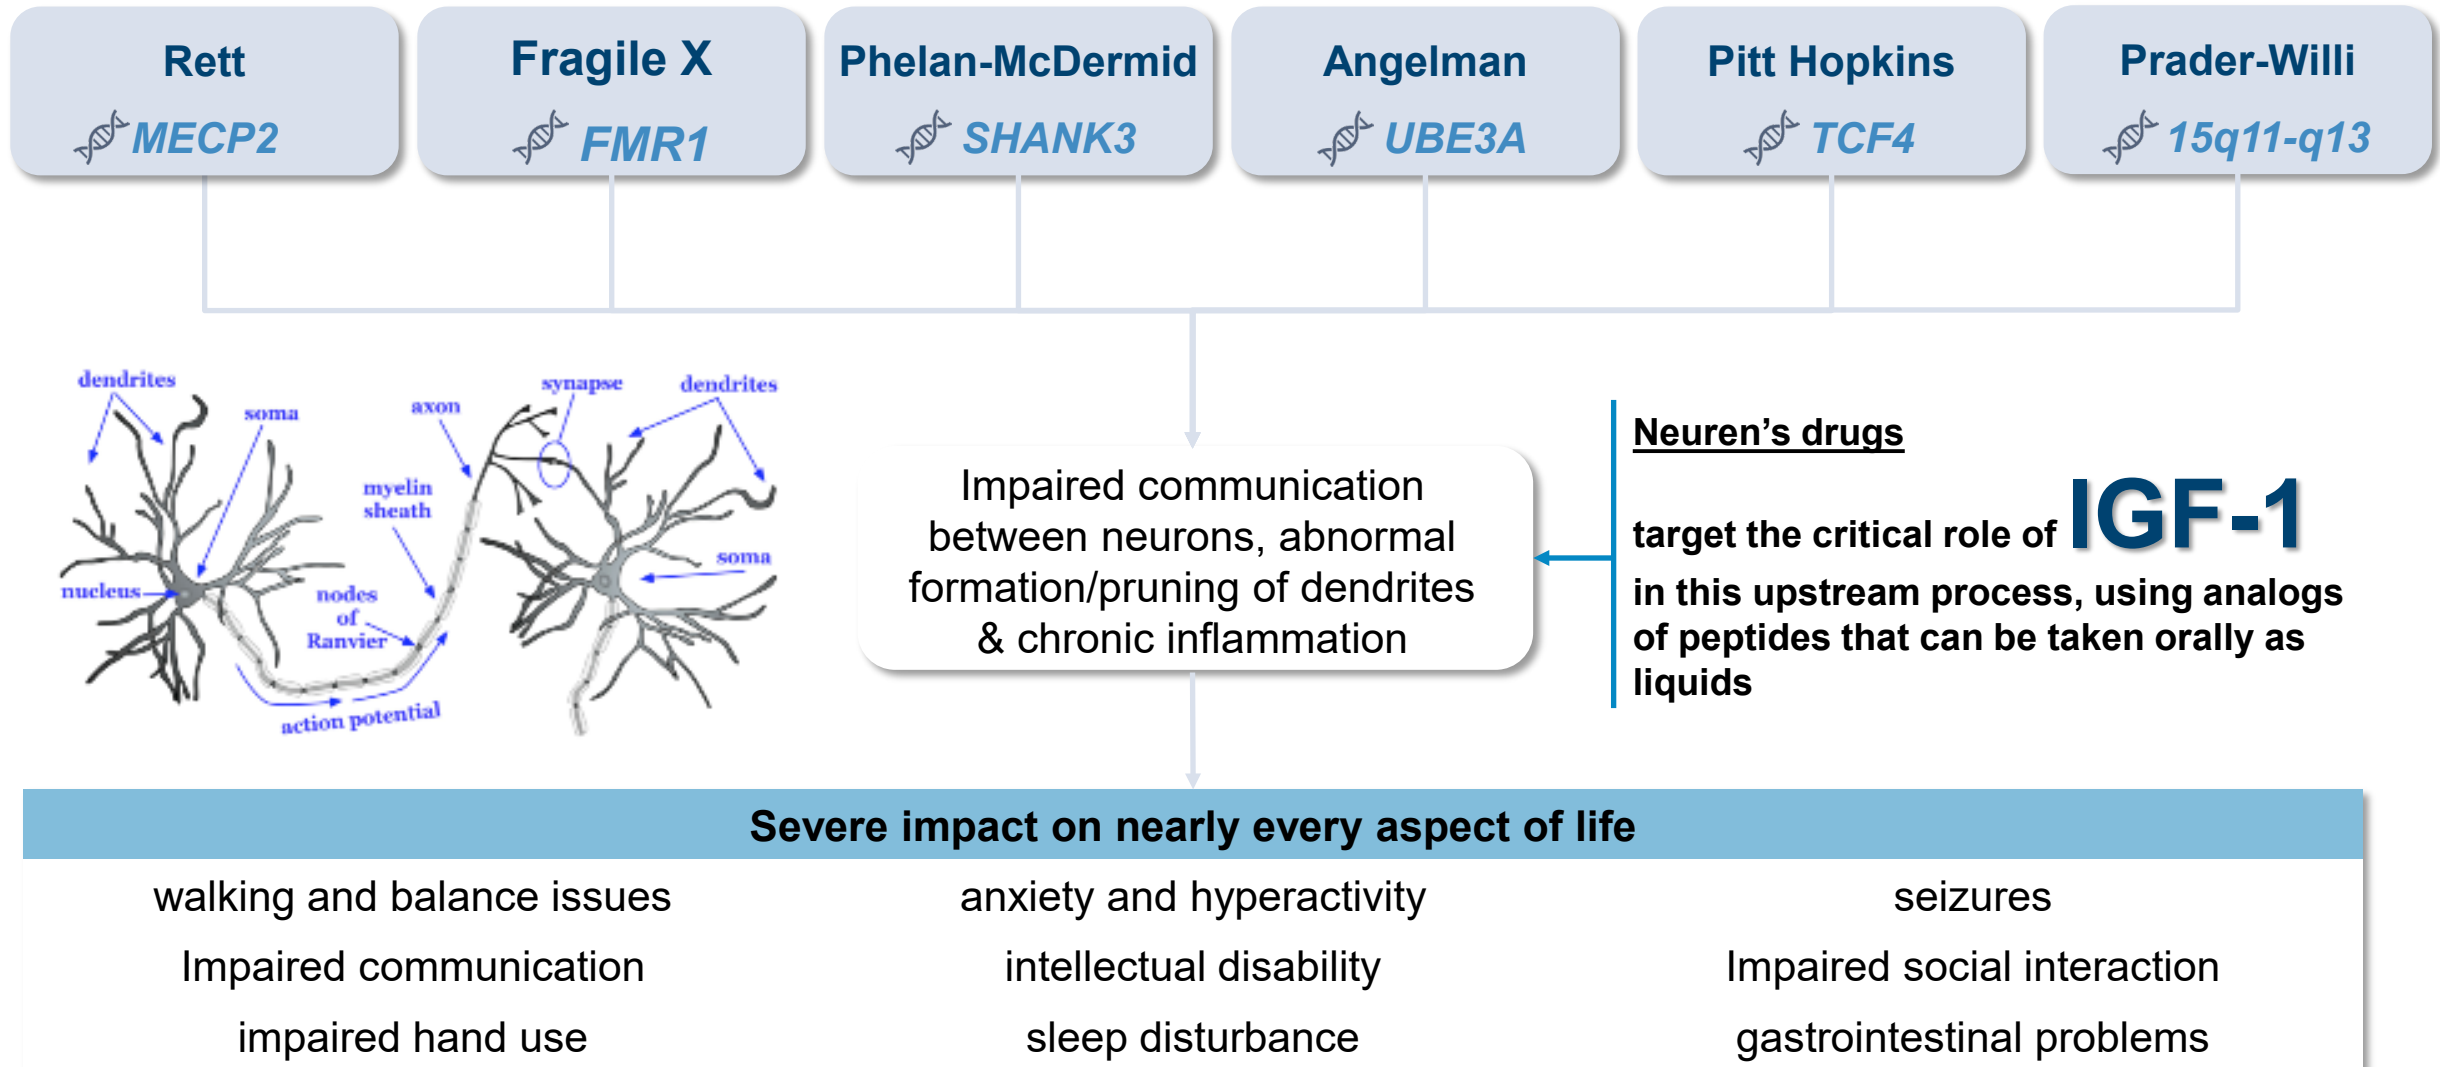 Rett
MECP2
Fragile X
FMR1
Phelan-McDermid
SHANK3
Angelman
UBE3A
Pitt Hopkins
TCF4
Prader-Willi
15q11-q13
dendrites
soma
axon
synapse
dendrites
myelin
sheath
soma
nucleus
nodes
of
Ranvier
action potential
Impaired communication
between neurons, abnormal
formation/pruning of dendrites
& chronic inflammation
Neuren’s drugs
target the critical role of IGF-1
in this upstream process, using analogs
of peptides that can be taken orally as
liquids
Severe impact on nearly every aspect of life
walking and balance issues
anxiety and hyperactivity
seizures
Impaired communication
intellectual disability
Impaired social interaction
impaired hand use
sleep disturbance
gastrointestinal problems